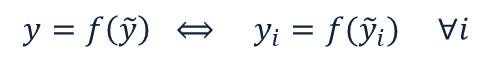 y = f(ỹ) ⇔ yᵢ = f(ỹᵢ) ∀i